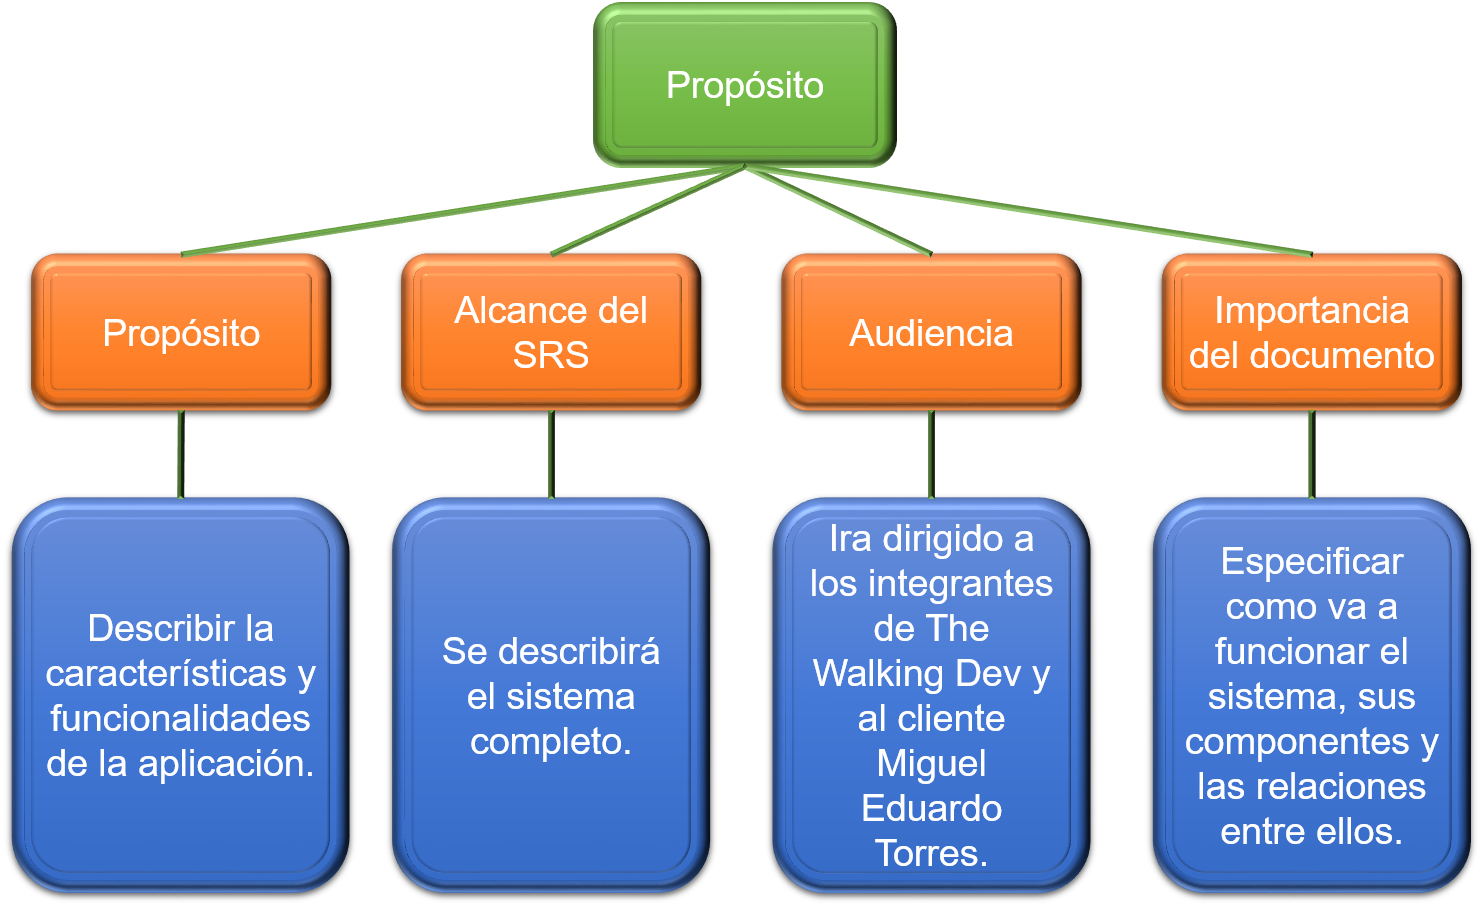 Propósito
Propósito
Alcance del
SRS
Audiencia
Importancia
del documento
Describir la
características y
funcionalidades
de la aplicación.
Se describirá
el sistema
completo.
Ira dirigido a
los integrantes
de The
Walking Dev y
al cliente
Miguel
Eduardo
Torres.
Especificar
como va a
funcionar el
sistema, sus
componentes y
las relaciones
entre ellos.